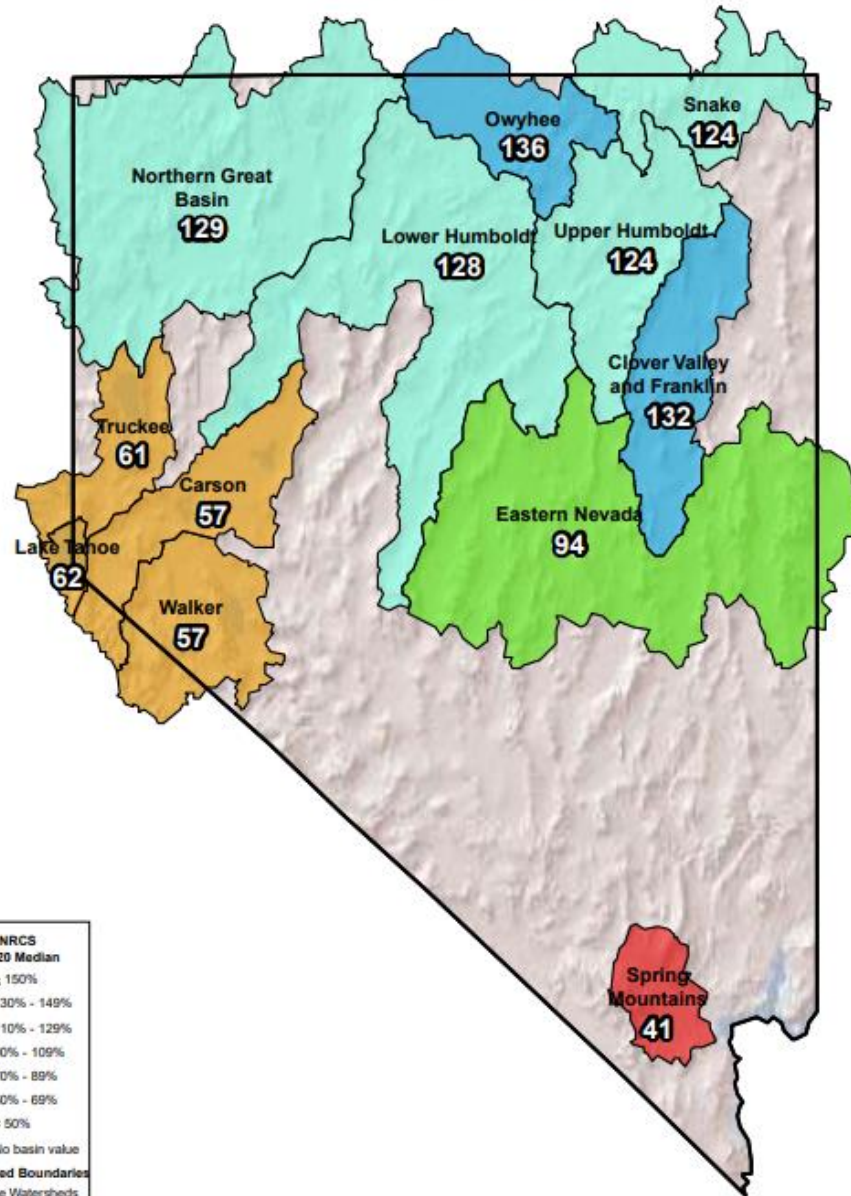 Snake
124
Owyhee
136
Northern Great
Basin
129
Lower Humboldt
128
Upper Humboldt
124
Clover Valley
and Franklin
132
Truckee
61
Carson
57
Eastern Nevada
94
Lake Tahoe
62
Walker
57
Spring
Mountains
41
NRCS
20 Median
150%
30% - 149%
10% - 129%
0% - 109%
0% - 89%
0% - 69%
50%
o basin value
ed Boundaries
e Watersheds